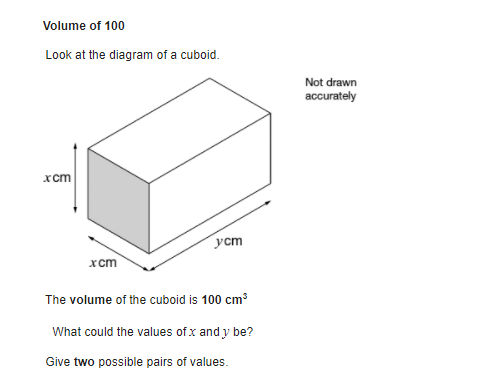 Volume of 100
Look at the diagram of a cuboid.
Not drawn
accurately
x cm
y cm
x cm
The volume of the cuboid is 100 cm³
What could the values of x and y be?
Give two possible pairs of values.